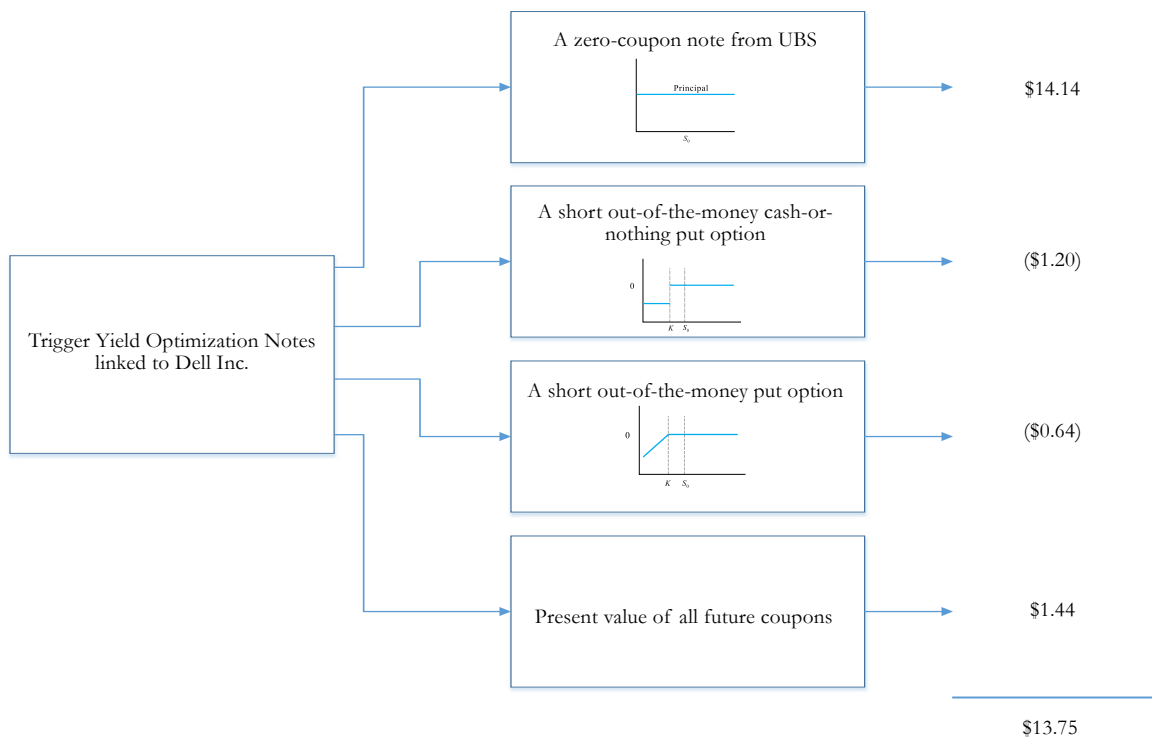 A zero-coupon note from UBS
Principal
S₀
$14.14
A short out-of-the-money cash-or-
nothing put option
0
K S₀
($1.20)
Trigger Yield Optimization Notes
linked to Dell Inc.
A short out-of-the-money put option
0
K S₀
($0.64)
Present value of all future coupons
$1.44
$13.75